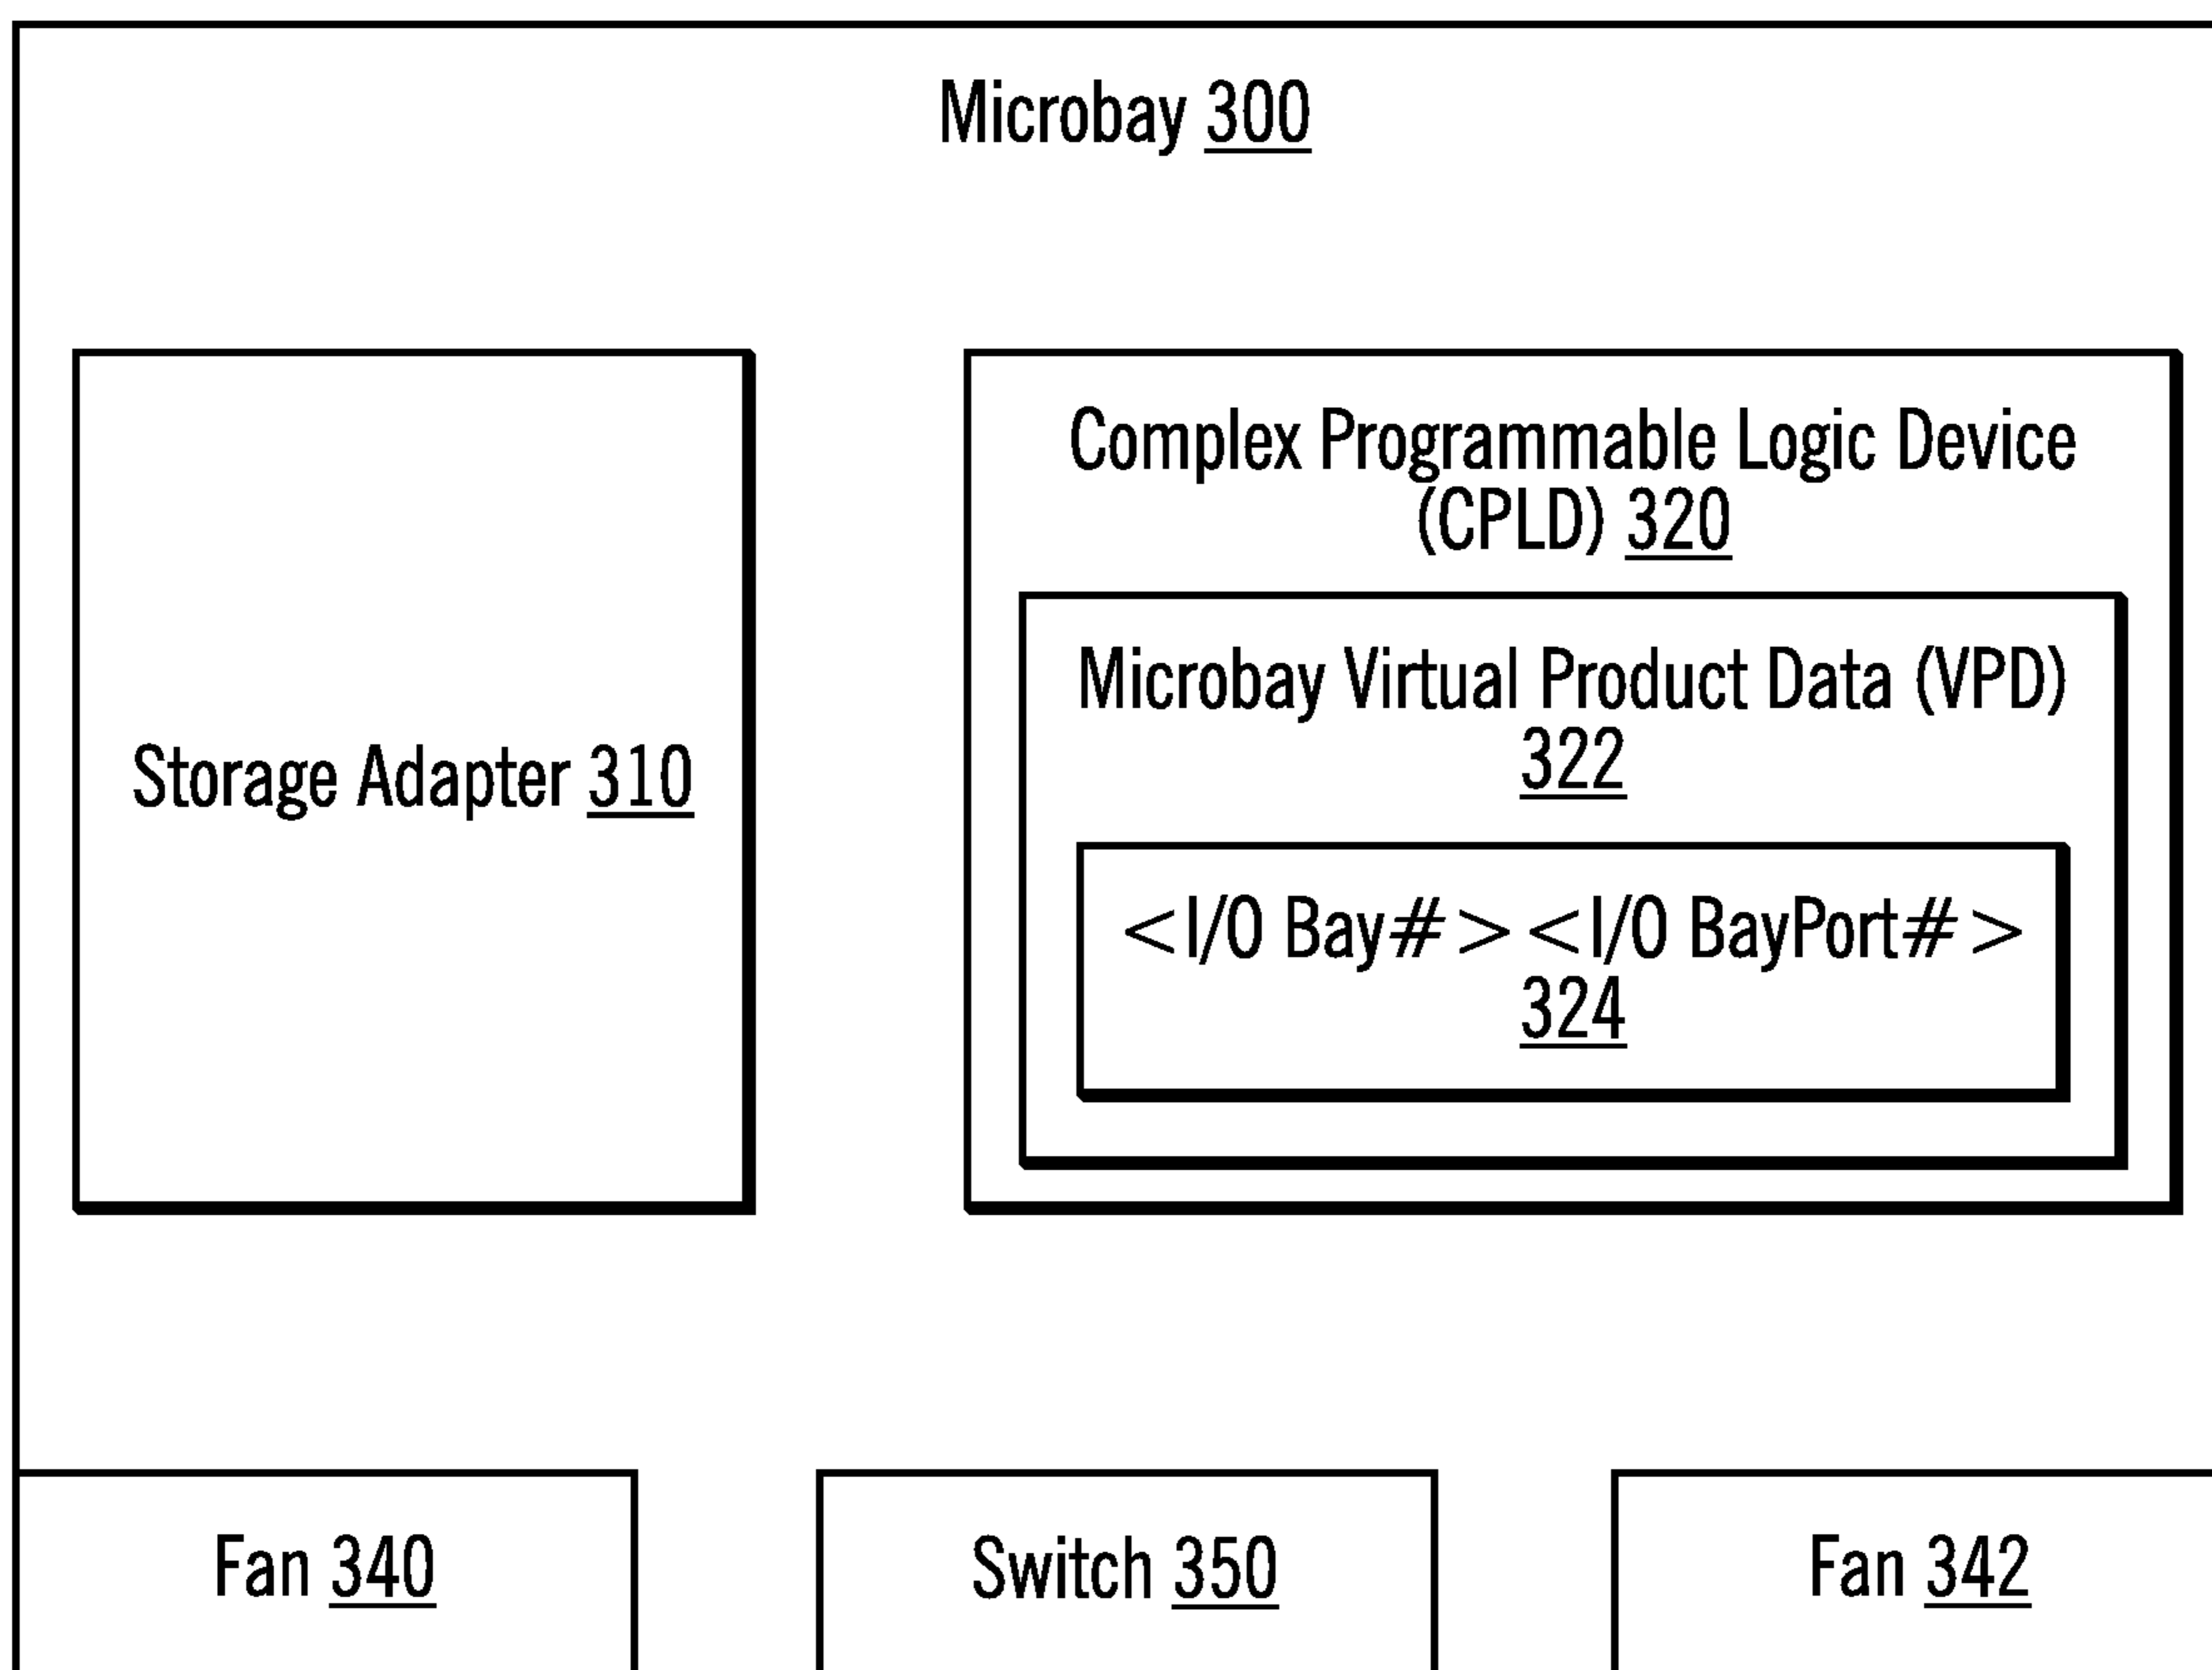 Microbay 300
Storage Adapter 310
Complex Programmable Logic Device
(CPLD) 320
Microbay Virtual Product Data (VPD)
322
<I/O Bay#><I/O BayPort#>
324
Fan 340
Switch 350
Fan 342